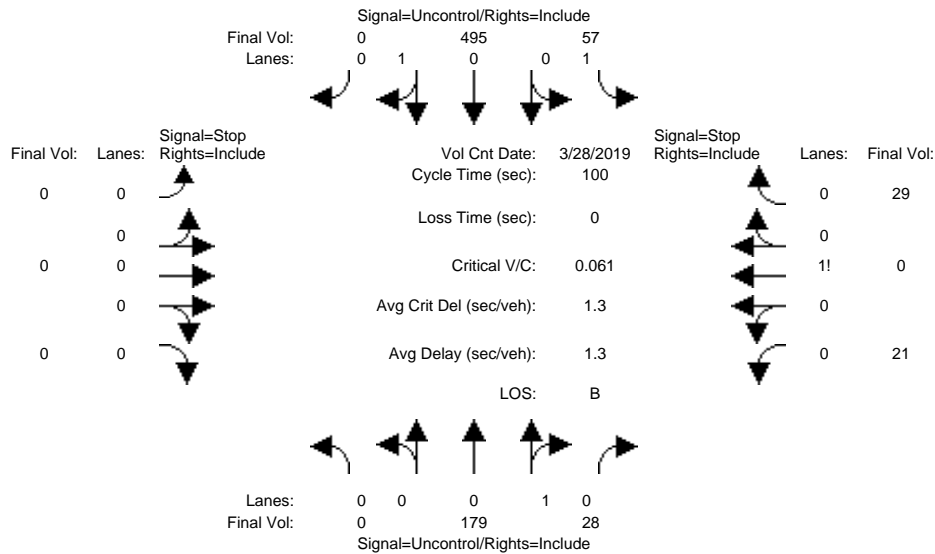 Signal=Uncontrol/Rights=Include
Final Vol: 0 495 57
Lanes: 0 1 0 0 1
Signal=Stop Signal=Stop
Final Vol: Lanes: Rights=Include Vol Cnt Date: 3/28/2019 Rights=Include Lanes: Final Vol:
Cycle Time (sec): 100
0 0 0 29
Loss Time (sec): 0
0 0
0 0 Critical V/C: 0.061 1! 0
0 Avg Crit Del (sec/veh): 1.3 0
0 0 Avg Delay (sec/veh): 1.3 0 21
LOS: B
Lanes: 0 0 0 1 0
Final Vol: 0 179 28
Signal=Uncontrol/Rights=Include